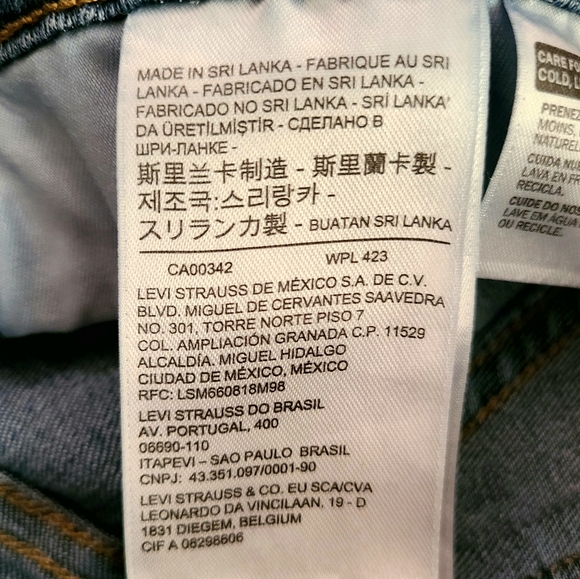 MADE IN SRI LANKA - FABRIQUE AU SRI
LANKA - FABRICADO EN SRI LANKA -
FABRICADO NO SRI LANKA - SRİ LANKA'
DA ÜRETİLMİŞTİR - СДЕЛАНО В
ШРИ-ЛАНКЕ -
斯里兰卡制造 - 斯里蘭卡製 -
제조국:스리랑카 -
スリランカ製 - BUATAN SRI LANKA
CA00342 WPL 423
LEVI STRAUSS DE MÉXICO S.A. DE C.V.
BLVD. MIGUEL DE CERVANTES SAAVEDRA
NO. 301, TORRE NORTE PISO 7
COL. AMPLIACIÓN GRANADA C.P. 11529
ALCALDÍA. MIGUEL HIDALGO
CIUDAD DE MÉXICO, MÉXICO
RFC: LSM660818M98
LEVI STRAUSS DO BRASIL
AV. PORTUGAL, 400
06690-110
ITAPEVI – SAO PAULO BRASIL
CNPJ: 43.351.097/0001-90
LEVI STRAUSS & CO. EU SCA/CVA
LEONARDO DA VINCILAAN, 19 - D
1831 DIEGEM, BELGIUM
CIF A 08298606
CARE FO
COLD, L
PRENEZ
MOINS,
NATUREL
CUIDA NU
LAVA EN FR
RECICLA.
CUIDE DO NOS
LAVE EM ÁGUA
OU RECICLE.